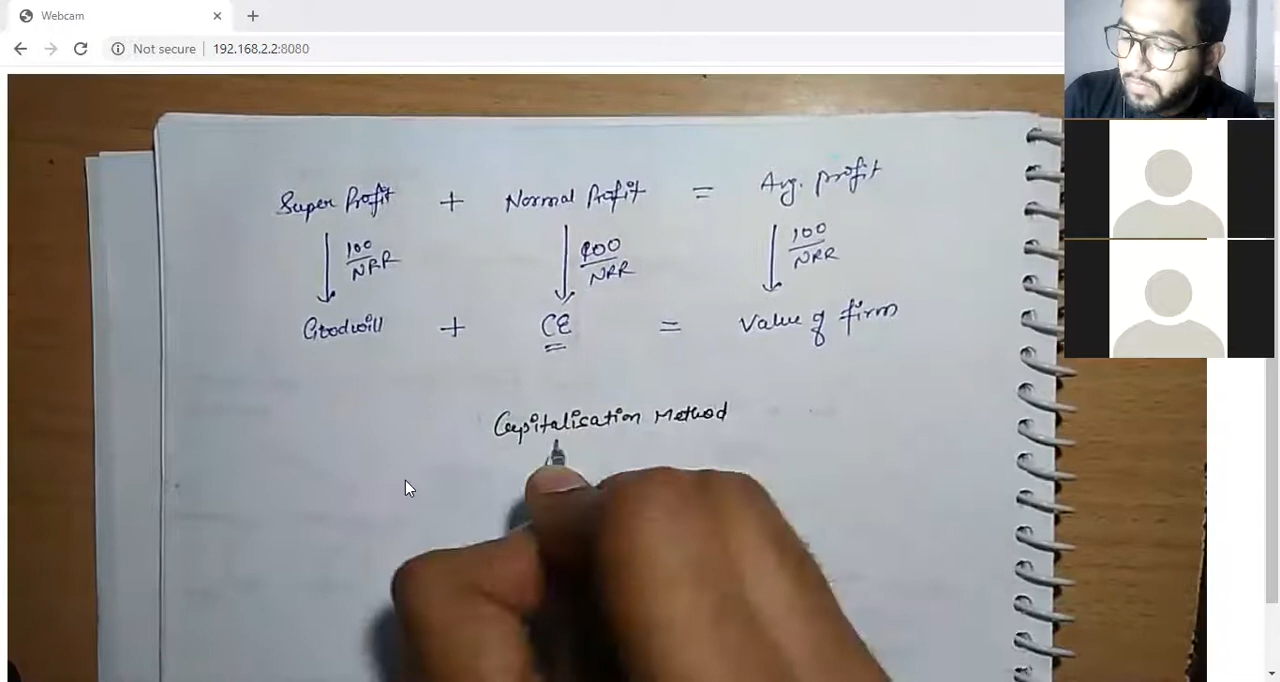 Webcam
Not secure 192.168.2.2:8080
Super Profit + Normal Profit = Avg. profit
100 100 100
NRR NRR NRR
Goodwill + CE = Value of firm
Capitalisation Method